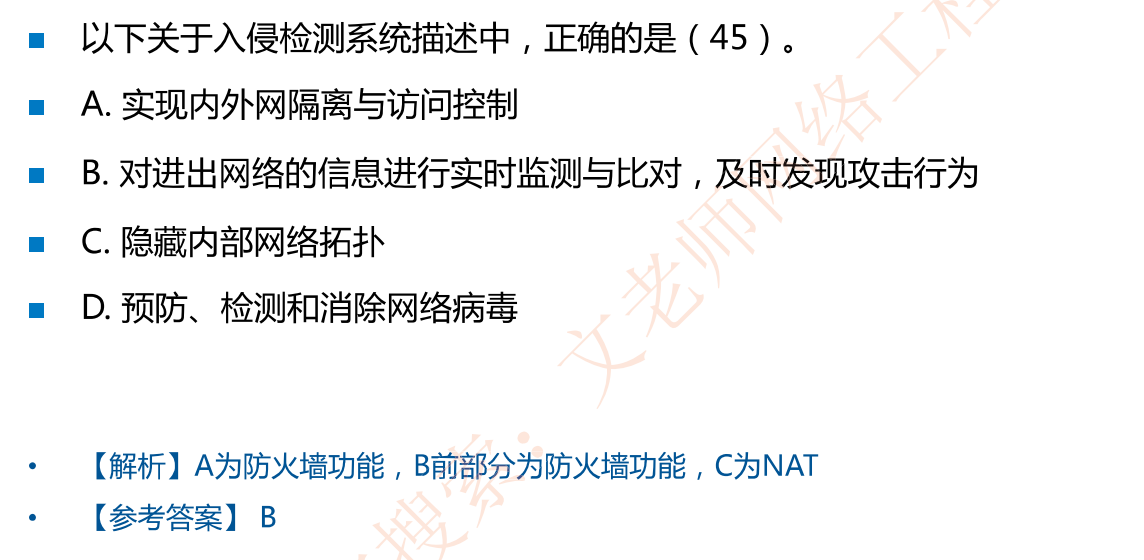 以下关于入侵检测系统描述中，正确的是（45）。
A. 实现内外网隔离与访问控制
B. 对进出网络的信息进行实时监测与比对，及时发现攻击行为
C. 隐藏内部网络拓扑
D. 预防、检测和消除网络病毒
【解析】A为防火墙功能，B前部分为防火墙功能，C为NAT
【参考答案】 B
搜索：文老师网络工程